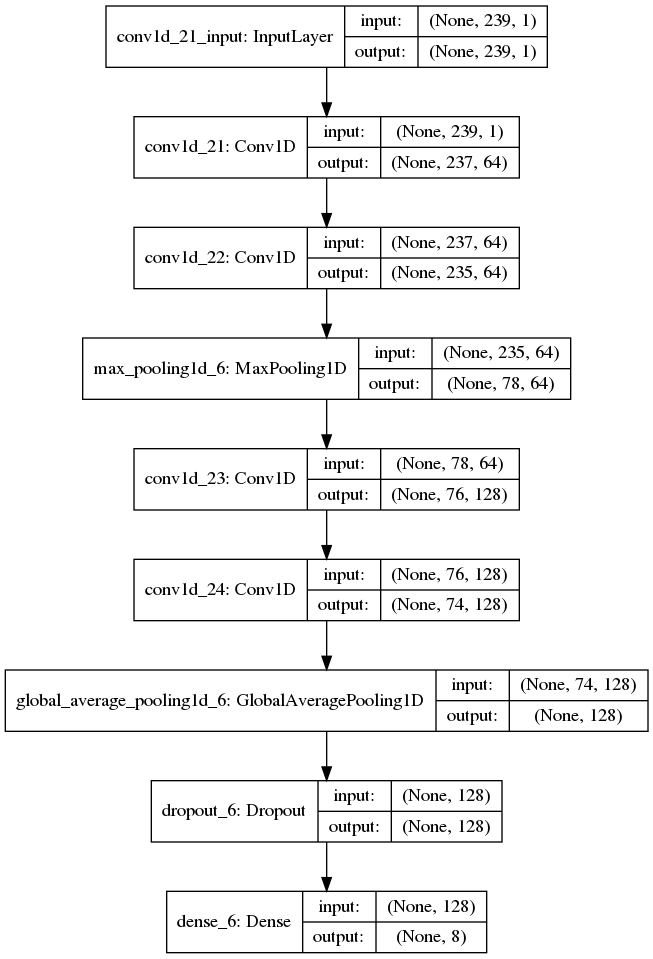 conv1d_21_input: InputLayer
input: (None, 239, 1)
output: (None, 239, 1)
conv1d_21: Conv1D
input: (None, 239, 1)
output: (None, 237, 64)
conv1d_22: Conv1D
input: (None, 237, 64)
output: (None, 235, 64)
max_pooling1d_6: MaxPooling1D
input: (None, 235, 64)
output: (None, 78, 64)
conv1d_23: Conv1D
input: (None, 78, 64)
output: (None, 76, 128)
conv1d_24: Conv1D
input: (None, 76, 128)
output: (None, 74, 128)
global_average_pooling1d_6: GlobalAveragePooling1D
input: (None, 74, 128)
output: (None, 128)
dropout_6: Dropout
input: (None, 128)
output: (None, 128)
dense_6: Dense
input: (None, 128)
output: (None, 8)